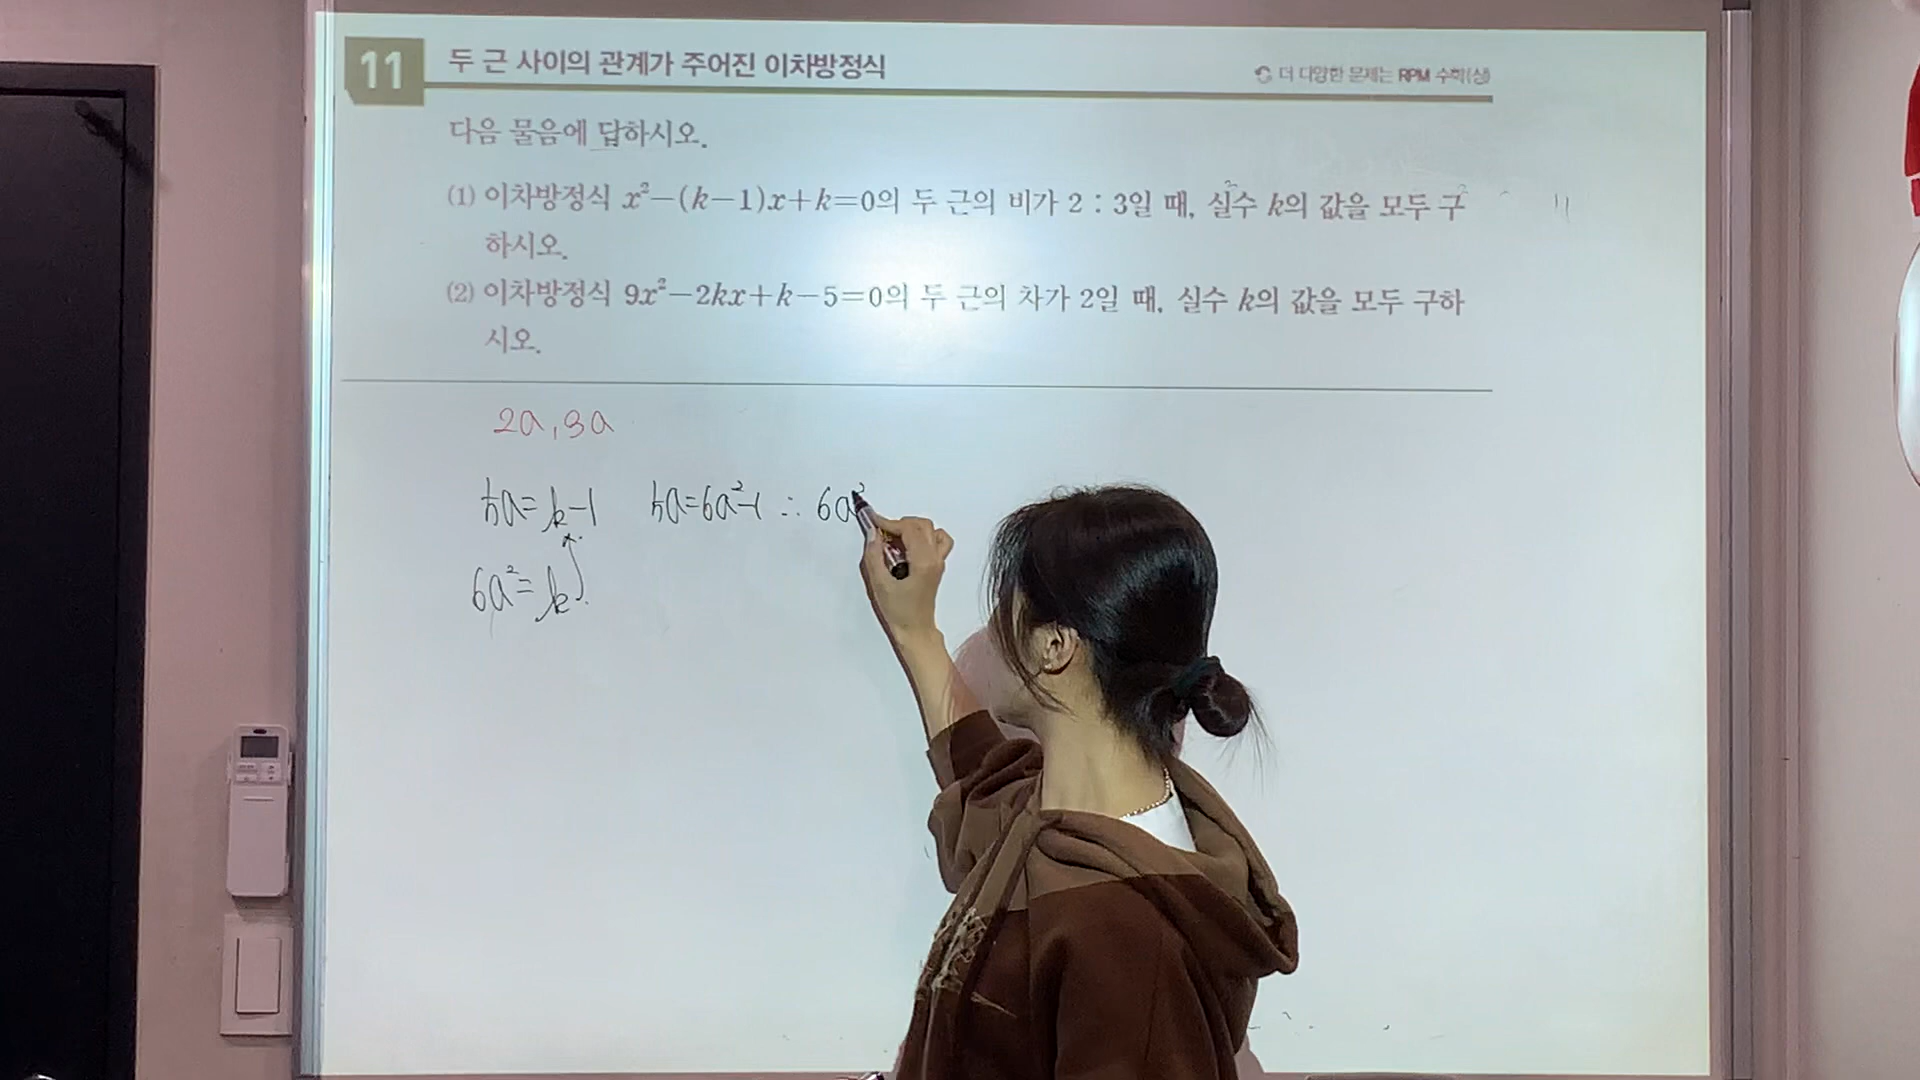 11 두 근 사이의 관계가 주어진 이차방정식
더 다양한 문제는 RPM 수학(상)
다음 물음에 답하시오.
(1) 이차방정식 x²−(k−1)x+k=0의 두 근의 비가 2 : 3일 때, 실수 k의 값을 모두 구
하시오.
(2) 이차방정식 9x²−2kx+k−5=0의 두 근의 차가 2일 때, 실수 k의 값을 모두 구하
시오.
2a, 3a
5a=k-1 5a=6a²-1 ∴ 6a²
6a²=k